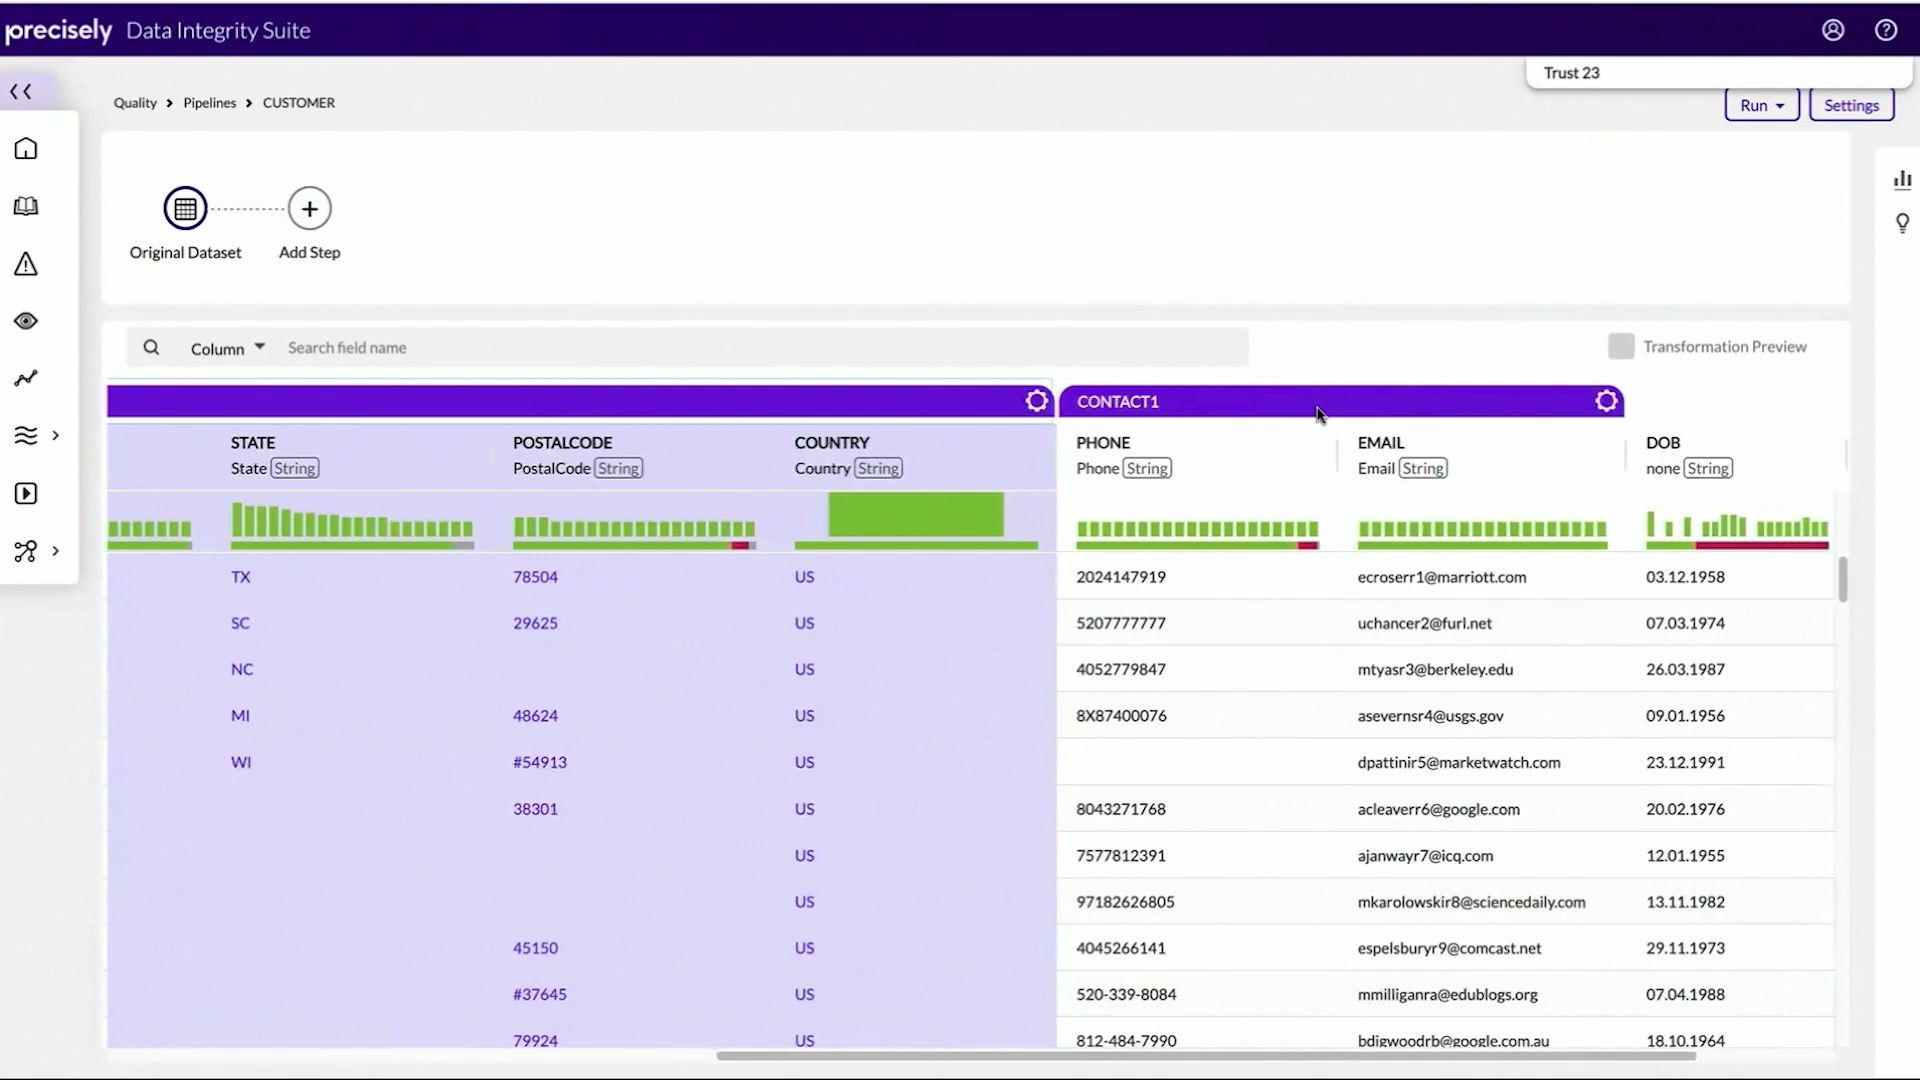 precisely Data Integrity Suite
Trust 23
Quality > Pipelines > CUSTOMER
Run Settings
Original Dataset Add Step
Column Search field name Transformation Preview
CONTACT1
STATE POSTALCODE COUNTRY PHONE EMAIL DOB
State String PostalCode String Country String Phone String Email String none String
TX 78504 US 2024147919 ecroserr1@marriott.com 03.12.1958
SC 29625 US 5207777777 uchancer2@furl.net 07.03.1974
NC US 4052779847 mtyasr3@berkeley.edu 26.03.1987
MI 48624 US 8X87400076 asevernsr4@usgs.gov 09.01.1956
WI #54913 US dpattinir5@marketwatch.com 23.12.1991
38301 US 8043271768 acleaverr6@google.com 20.02.1976
US 7577812391 ajanwayr7@icq.com 12.01.1955
US 97182626805 mkarolowskir8@sciencedaily.com 13.11.1982
45150 US 4045266141 espelsburyr9@comcast.net 29.11.1973
#37645 US 520-339-8084 mmilliganra@edublogs.org 07.04.1988
79924 US 812-484-7990 bdigwoodrb@google.com.au 18.10.1964